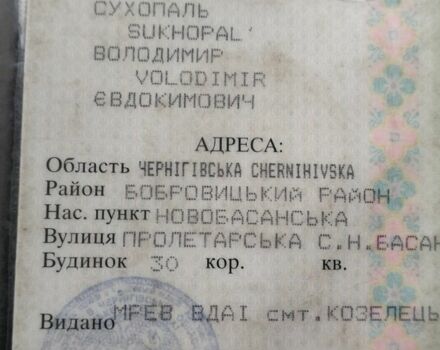 СУХОПАЛЬ
SUKHOPAL'
ВОЛОДИМИР
VOLODIMIR
ЄВДОКИМОВИЧ
АДРЕСА:
Область ЧЕРНІГІВСЬКА CHERNIHIVSKA
Район БОБРОВИЦЬКИЙ РАЙОН
Нас. пункт НОВОБАСАНСЬКА
Вулиця ПРОЛЕТАРСЬКА С.Н.БАСАН
Будинок 30 кор. кв.
Видано МРЕВ ВДАІ смт.КОЗЕЛЕЦЬ